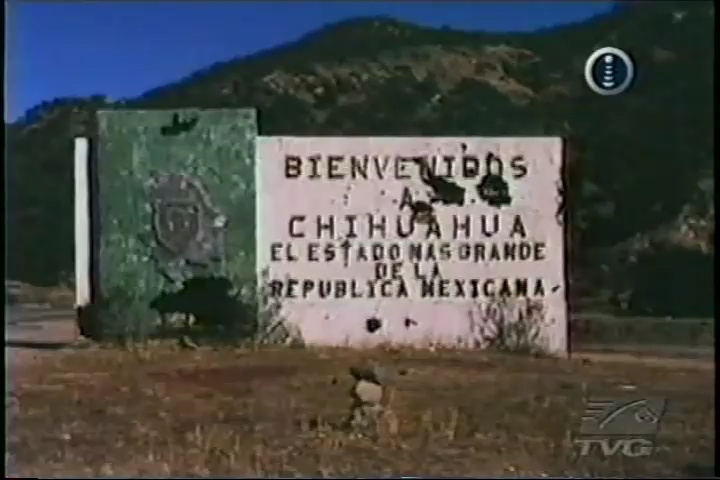 BIENVENIDOS
A
CHIHUAHUA
EL ESTADO MAS GRANDE
DE LA
REPUBLICA MEXICANA
TVG